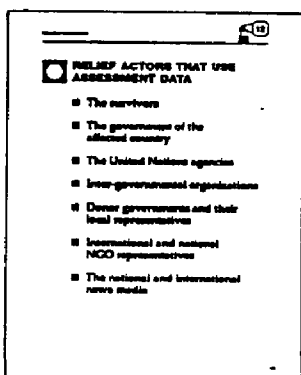 12
RELIEF ACTORS THAT USE
ASSESSMENT DATA
The survivors
The government of the
affected country
The United Nations agencies
Inter-governmental organizations
Donor governments and their
local representatives
International and national
NGO representatives
The national and international
news media